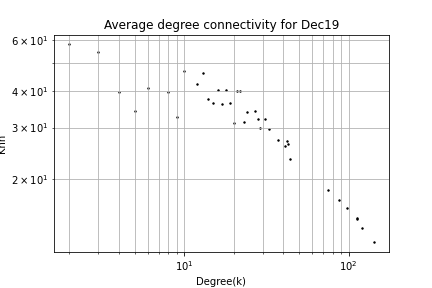 Average degree connectivity for Dec19
6 × 10¹
4 × 10¹
3 × 10¹
2 × 10¹
Knn
10¹ 10²
Degree(k)